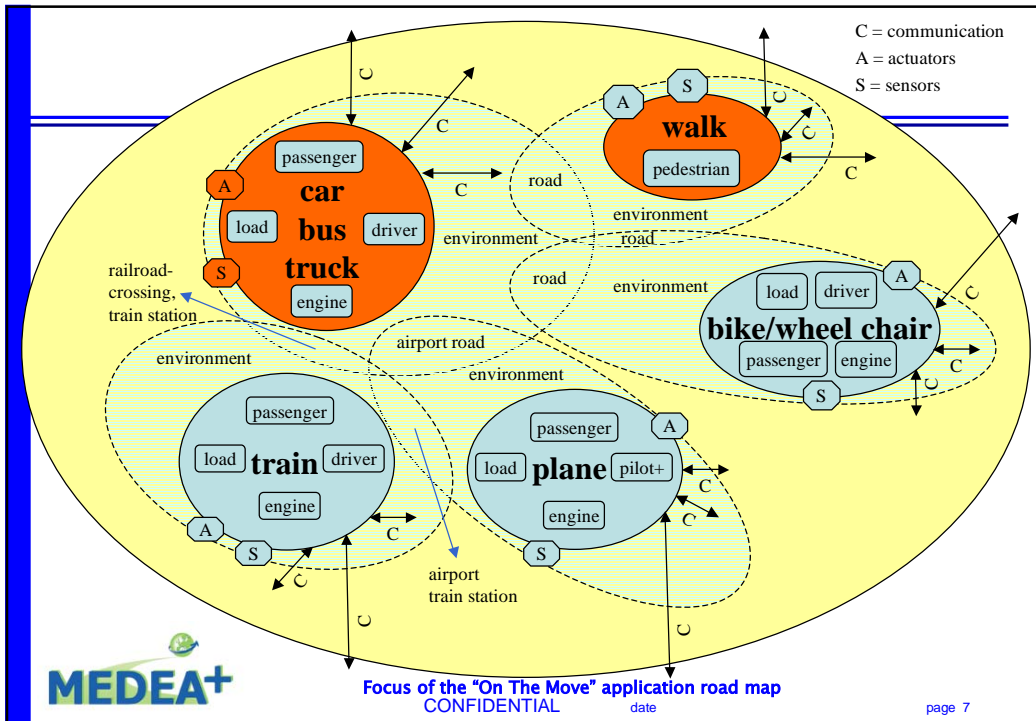 C = communication
A = actuators
S = sensors
C
C
C
A
S
passenger
car
bus
truck
load
driver
engine
environment
A
S
walk
pedestrian
C
C
C
road
environment
road
road
environment
A
load
driver
bike/wheel chair
passenger
engine
S
C
C
C
railroad-
crossing,
train station
environment
airport road
environment
passenger
load
train
driver
engine
A
S
C
C
C
passenger
load
plane
pilot+
engine
A
S
C
C
C
airport
train station
MEDEA+
Focus of the “On The Move” application road map
CONFIDENTIAL
date
page 7